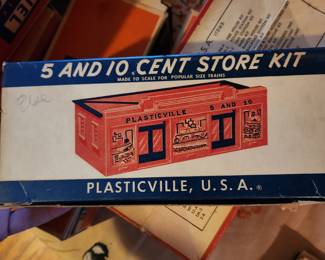 5 AND 10 CENT STORE KIT
MADE TO SCALE FOR POPULAR SIZE TRAINS
PLASTICVILLE 5 AND 10
PLASTICVILLE, U.S.A.®